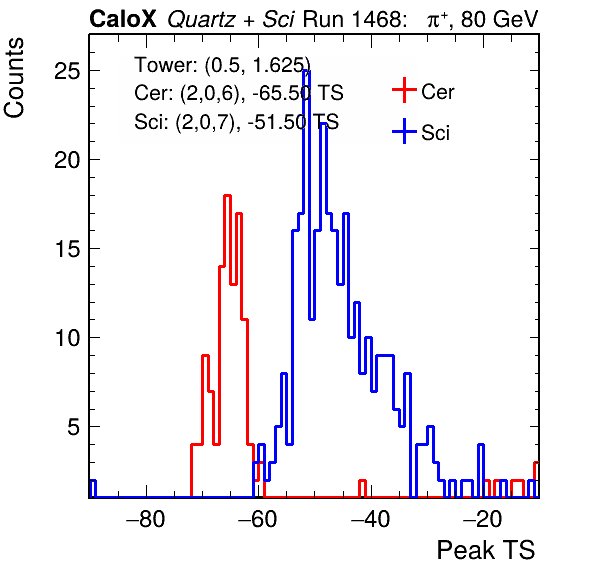 CaloX Quartz + Sci Run 1468: π⁺, 80 GeV
Counts
Tower: (0.5, 1.625)
Cer: (2,0,6), -65.50 TS
Sci: (2,0,7), -51.50 TS
Cer
Sci
25
20
15
10
5
−80 −60 −40 −20
Peak TS